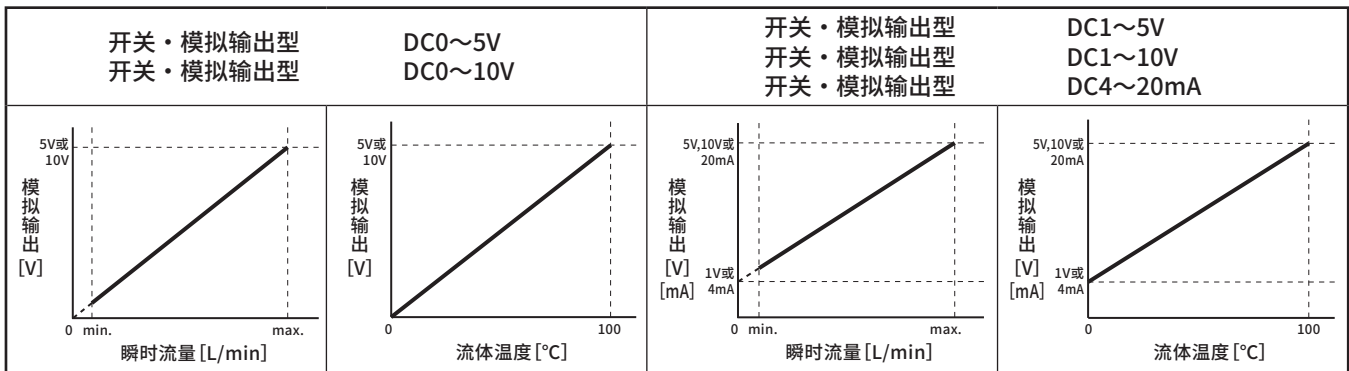 开关・模拟输出型 DC0～5V
开关・模拟输出型 DC0～10V
开关・模拟输出型 DC1～5V
开关・模拟输出型 DC1～10V
开关・模拟输出型 DC4～20mA
5V或
10V
模拟输出
[V]
0 min. max.
瞬时流量[L/min]
5V或
10V
模拟输出
[V]
0 100
流体温度[℃]
5V,10V或
20mA
模拟输出
[V]
[mA]
1V或
4mA
0 min. max.
瞬时流量[L/min]
5V,10V或
20mA
模拟输出
[V]
[mA]
1V或
4mA
0 100
流体温度[℃]